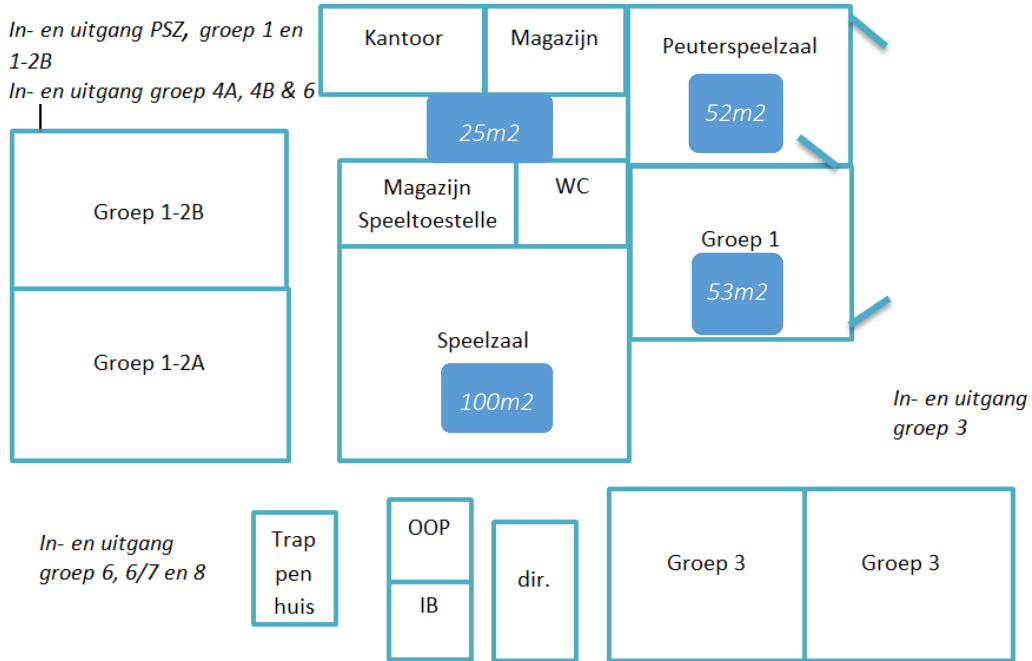 In- en uitgang PSZ, groep 1 en
1-2B
In- en uitgang groep 4A, 4B & 6
Kantoor
Magazijn
Peuterspeelzaal
52m2
25m2
Groep 1-2B
Magazijn
Speeltoestelle
WC
Groep 1
53m2
Groep 1-2A
Speelzaal
100m2
In- en uitgang
groep 3
In- en uitgang
groep 6, 6/7 en 8
Trap
pen
huis
OOP
IB
dir.
Groep 3
Groep 3